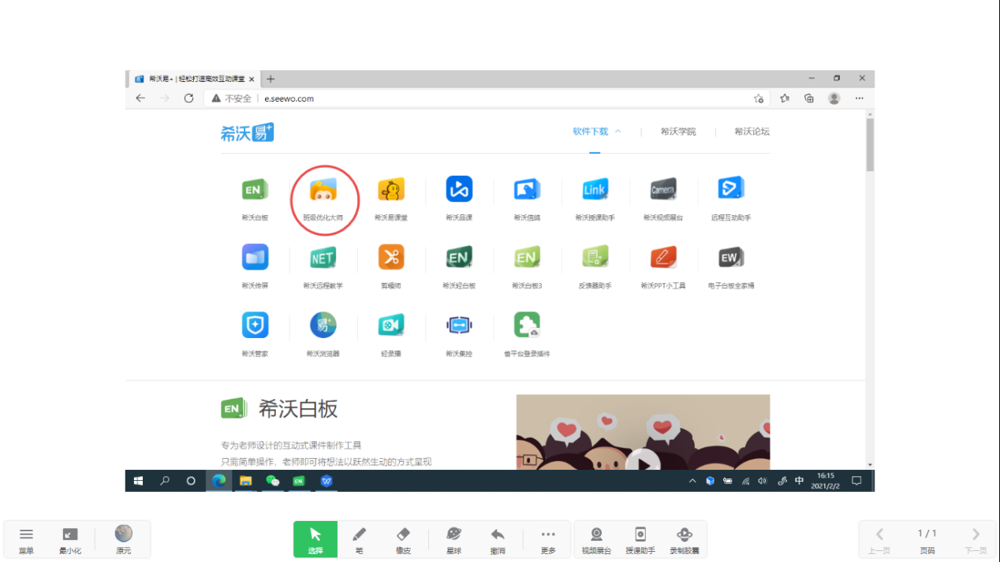 希沃易+ | 轻松打造高效互动课堂
不安全 | e.seewo.com
希沃易+
软件下载
希沃学院
希沃论坛
EN
Link
Camera
希沃白板
班级优化大师
希沃易课堂
希沃品课
希沃信鸽
希沃授课助手
希沃视频展台
远程互动助手
NET
EN
EN
EW
希沃传屏
希沃远程教学
剪辑师
希沃轻白板
希沃白板3
反馈器助手
希沃PPT小工具
电子白板全家桶
易+
希沃管家
希沃浏览器
轻录播
希沃集控
省平台登录插件
EN
希沃白板
专为老师设计的互动式课件制作工具
只需简单操作，老师即可将想法以跃然生动的方式呈现
EN
W
中
16:15
2021/2/2
菜单
最小化
原元
选择
笔
橡皮
星球
撤消
更多
视频展台
授课助手
录制胶囊
上一页
1 / 1
页码
下一页